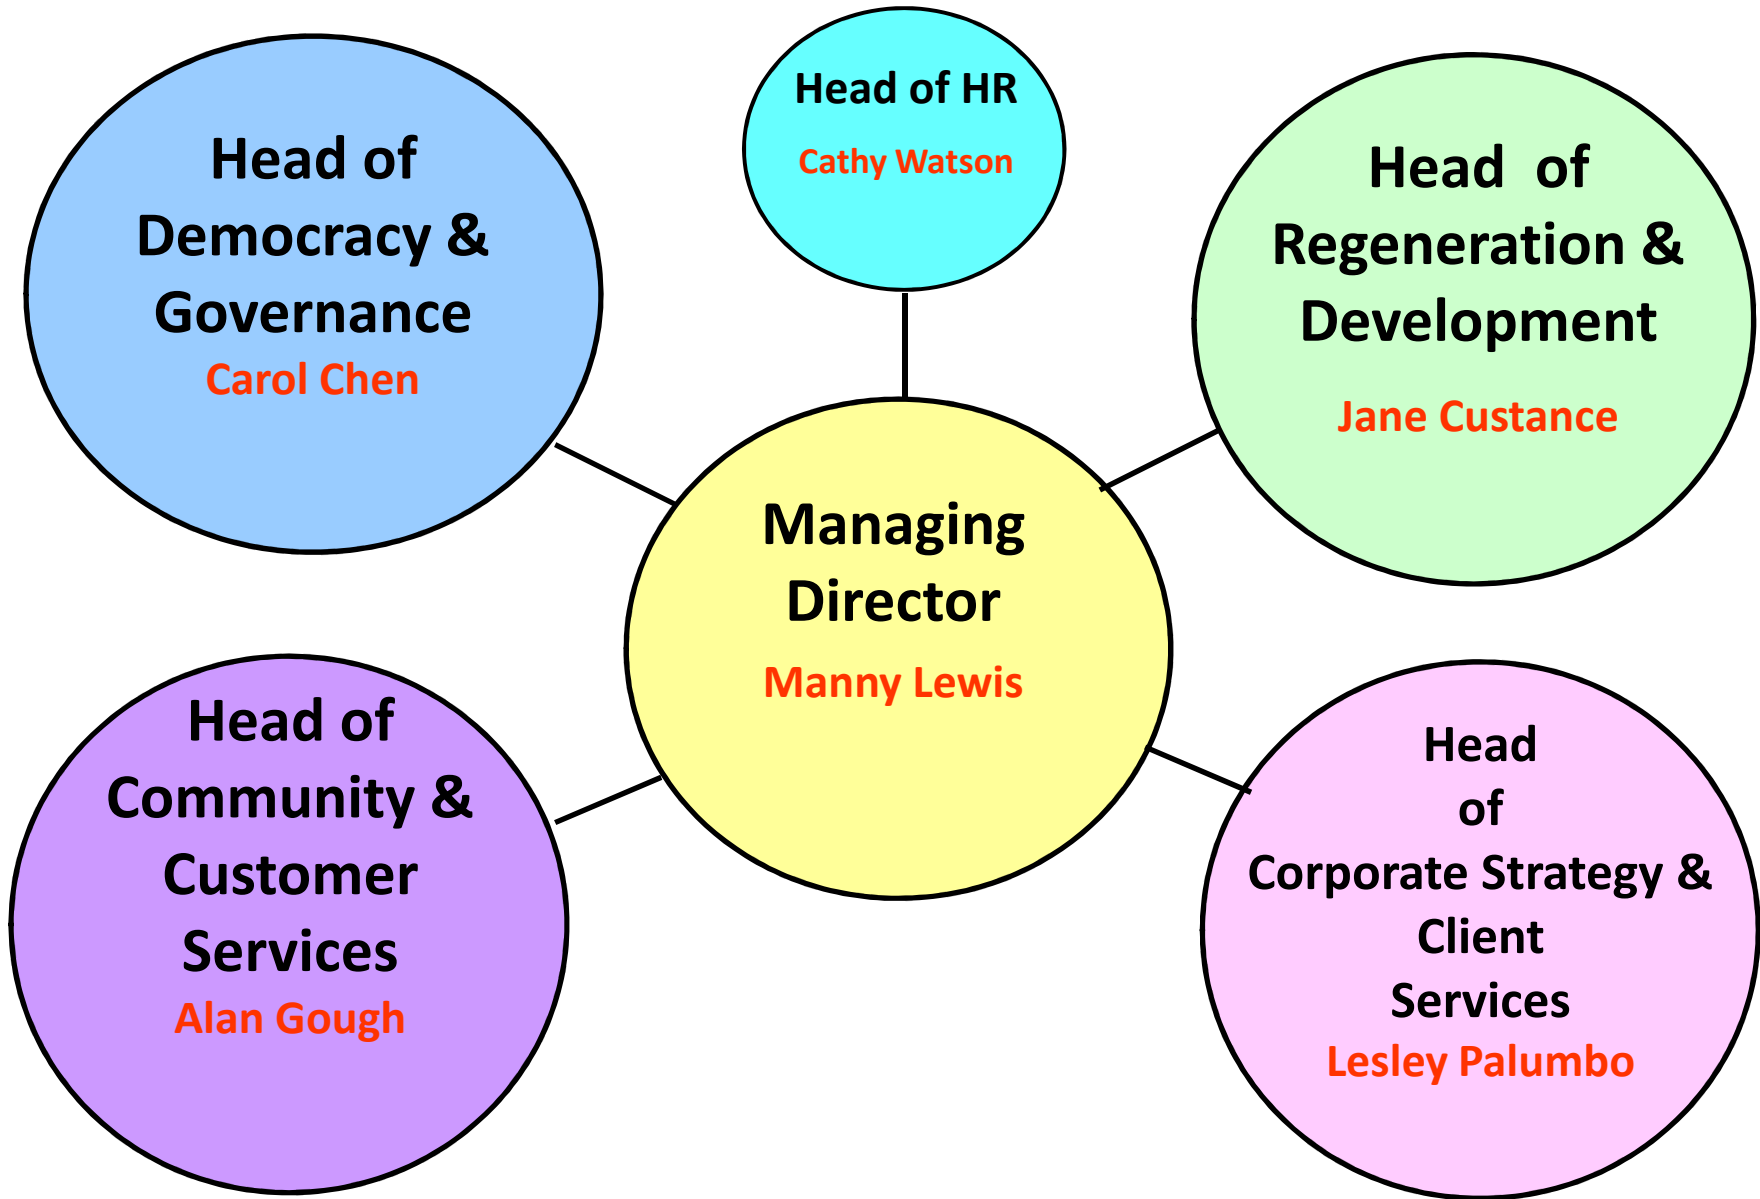 Head of
Democracy &
Governance
Carol Chen
Head of HR
Cathy Watson
Head of
Regeneration &
Development
Jane Custance
Managing
Director
Manny Lewis
Head of
Community &
Customer
Services
Alan Gough
Head
of
Corporate Strategy &
Client
Services
Lesley Palumbo